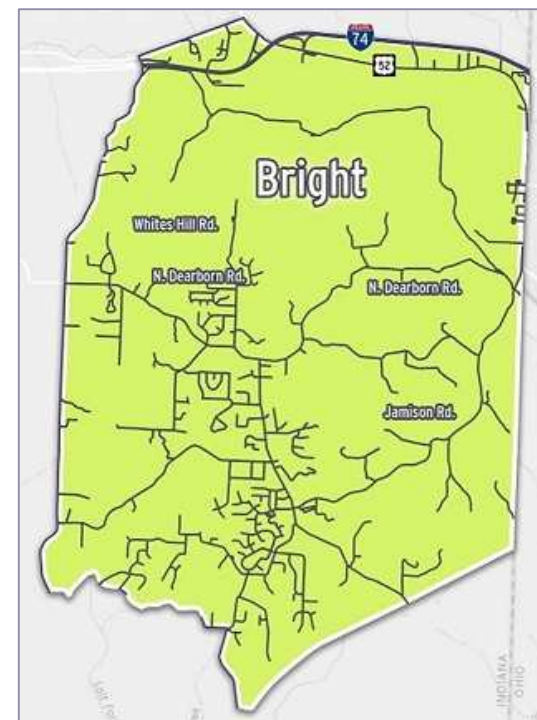 74
52
Bright
Whites Hill Rd.
N. Dearborn Rd.
N. Dearborn Rd.
Jamison Rd.
INDIANA
OHIO